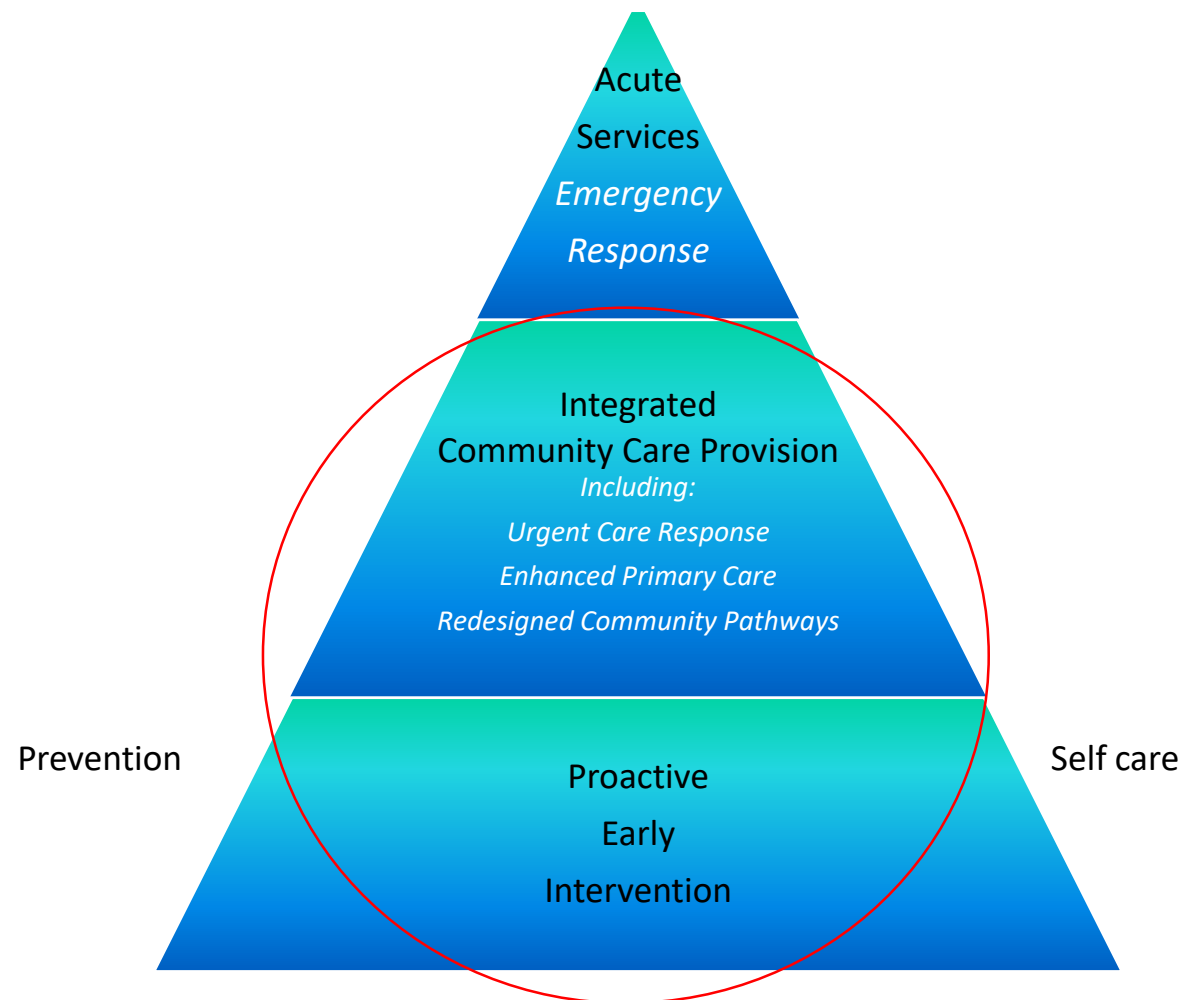 Acute
Services
Emergency
Response
Integrated
Community Care Provision
Including:
Urgent Care Response
Enhanced Primary Care
Redesigned Community Pathways
Prevention
Self care
Proactive
Early
Intervention